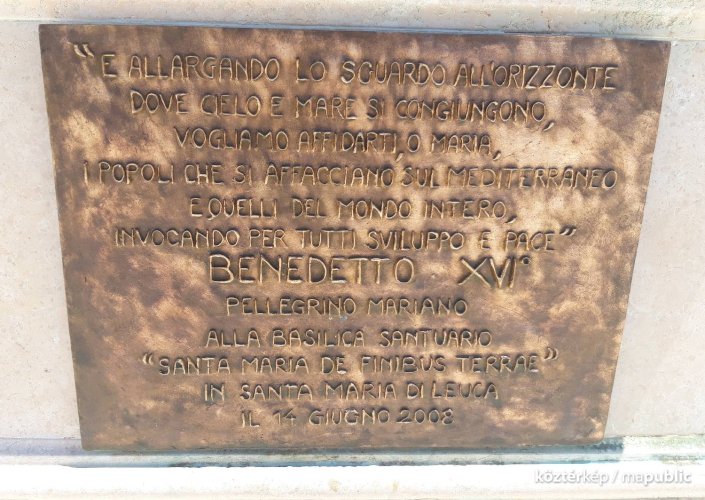 “E ALLARGANDO LO SGUARDO ALL'ORIZZONTE
DOVE CIELO E MARE SI CONGIUNGONO,
VOGLIAMO AFFIDARTI, O MARIA,
I POPOLI CHE SI AFFACCIANO SUL MEDITERRANEO
E QUELLI DEL MONDO INTERO,
INVOCANDO PER TUTTI SVILUPPO E PACE”
BENEDETTO XVI°
PELLEGRINO MARIANO
ALLA BASILICA SANTUARIO
“SANTA MARIA DE FINIBUS TERRAE”
IN SANTA MARIA DI LEUCA
IL 14 GIUGNO 2008
köztérkép / mapublic